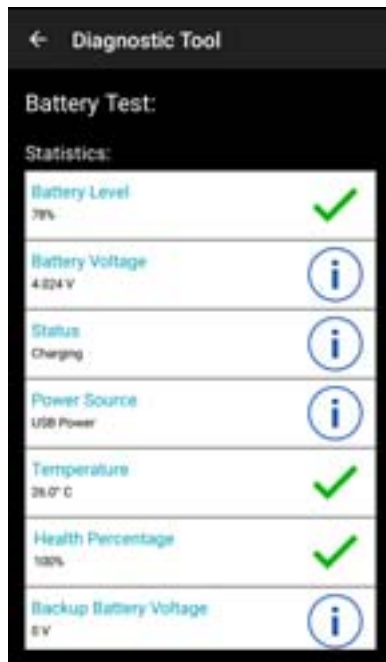 Diagnostic Tool
Battery Test:
Statistics:
Battery Level
78%
Battery Voltage
4.024 V
Status
Charging
Power Source
USB Power
Temperature
26.0° C
Health Percentage
100%
Backup Battery Voltage
0 V